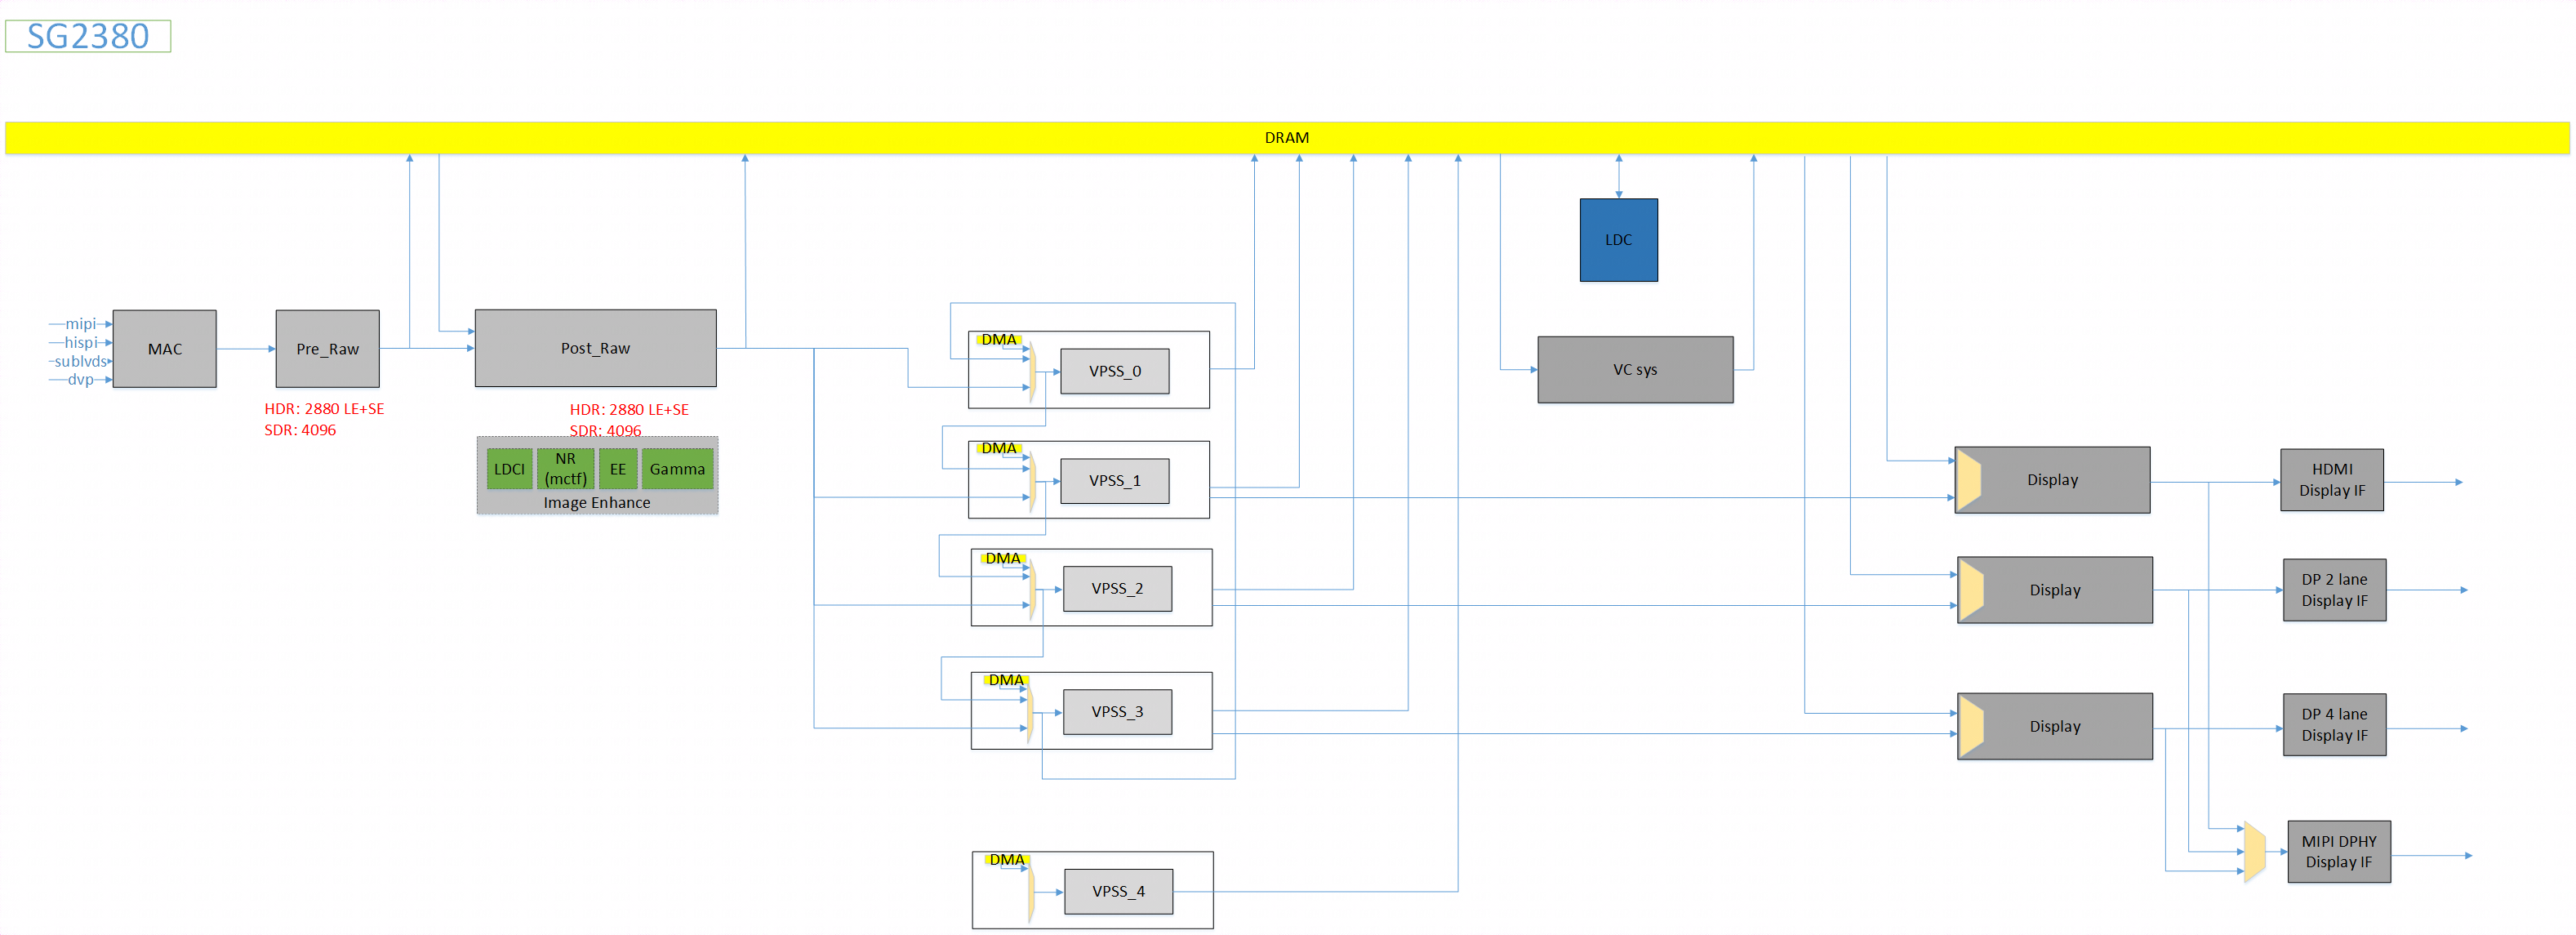 SG2380
DRAM
LDC
mipi
hispi
sublvds
dvp
MAC
Pre_Raw
Post_Raw
HDR: 2880 LE+SE
SDR: 4096
HDR: 2880 LE+SE
SDR: 4096
LDCI
NR
(mctf)
EE
Gamma
Image Enhance
DMA
VPSS_0
DMA
VPSS_1
DMA
VPSS_2
DMA
VPSS_3
DMA
VPSS_4
VC sys
Display
HDMI
Display IF
Display
DP 2 lane
Display IF
Display
DP 4 lane
Display IF
MIPI DPHY
Display IF